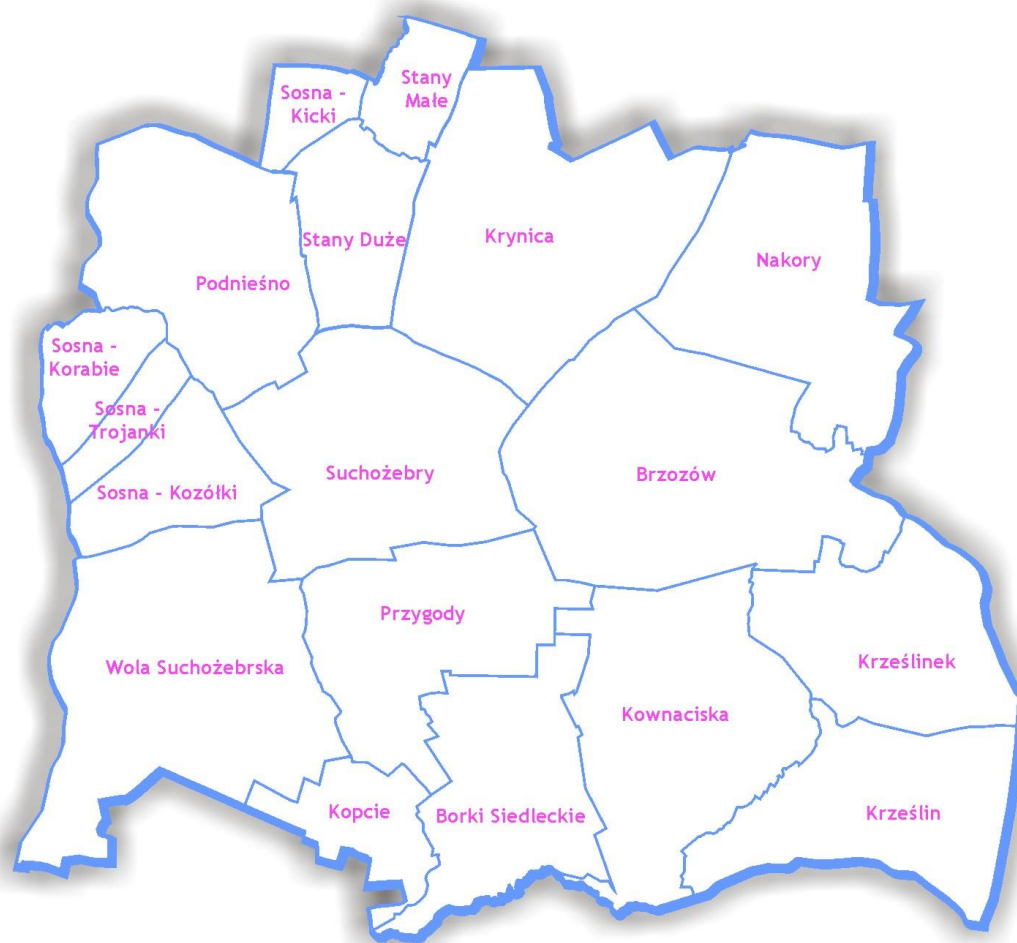 Stany
Małe
Sosna -
Kicki
Krynica
Stany Duże
Nakory
Podnieśno
Sosna -
Korabie
Sosna -
Trojanki
Suchożebry
Brzozów
Sosna - Kozółki
Przygody
Krześlinek
Wola Suchożebrska
Kownaciska
Kopcie
Borki Siedleckie
Krześlin